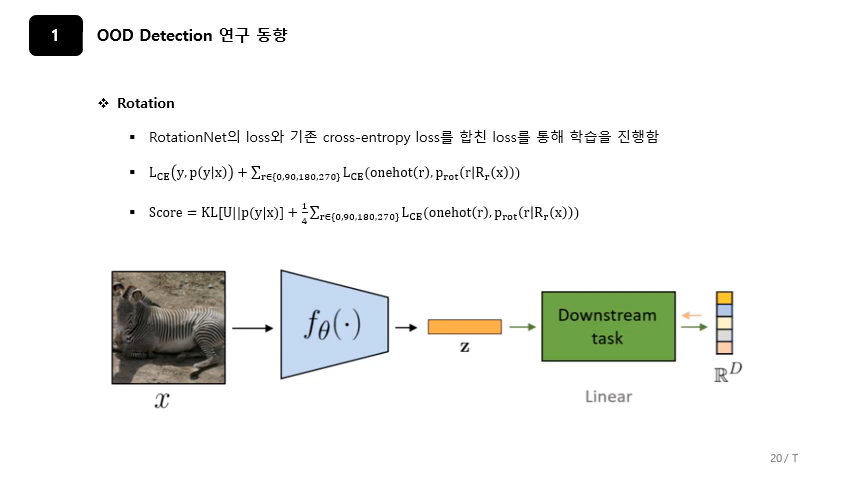 1
OOD Detection 연구 동향
❖ Rotation
▪ RotationNet의 loss와 기존 cross-entropy loss를 합친 loss를 통해 학습을 진행함
▪ L_CE(y, p(y|x)) + ∑_{r∈{0,90,180,270}} L_CE(onehot(r), p_rot(r|R_r(x)))
▪ Score = KL[U||p(y|x)] + 1/4 ∑_{r∈{0,90,180,270}} L_CE(onehot(r), p_rot(r|R_r(x)))
x
f_θ(·)
z
Downstream
task
Linear
ℝ^D
20 / T